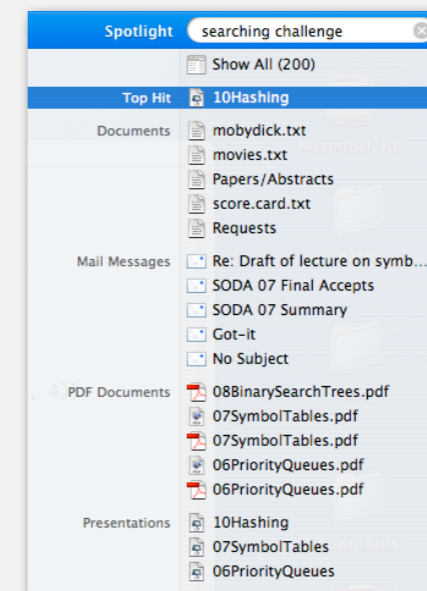 Spotlight searching challenge
Show All (200)
Top Hit 10Hashing
Documents mobydick.txt
movies.txt
Macintosh HD
Papers/Abstracts
score.card.txt
Requests
Mail Messages Re: Draft of lecture on symb...
SODA 07 Final Accepts
SODA 07 Summary
Got-it
No Subject
PDF Documents 08BinarySearchTrees.pdf
07SymbolTables.pdf
07SymbolTables.pdf
06PriorityQueues.pdf
06PriorityQueues.pdf
Presentations 10Hashing
07SymbolTables
06PriorityQueues